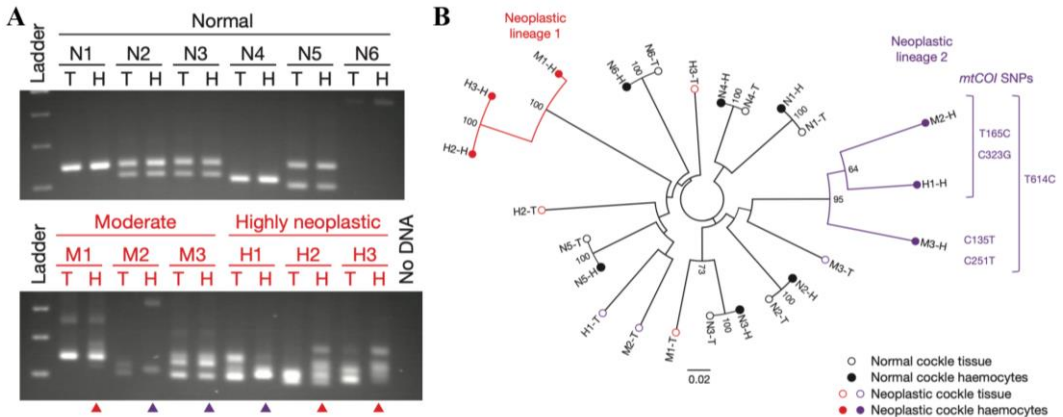 A
Normal
Ladder
N1 N2 N3 N4 N5 N6
T H T H T H T H T H T H
Moderate Highly neoplastic
Ladder
M1 M2 M3 H1 H2 H3
T H T H T H T H T H T H
No DNA
B
Neoplastic
lineage 1
M1-H
H3-H
100
100
H2-H
N6-T
N6-H
100
H3-T
N4-H
100
N4-T
N1-H
100
N1-T
Neoplastic
lineage 2
mtCOI SNPs
M2-H
T165C
C323G
64
H1-H
T614C
95
M3-H
C135T
C251T
H2-T
N5-T
100
N5-H
H1-T
M2-T
M1-T
73
N3-T
100
N3-H
N2-H
100
N2-T
M3-T
0.02
Normal cockle tissue
Normal cockle haemocytes
Neoplastic cockle tissue
Neoplastic cockle haemocytes